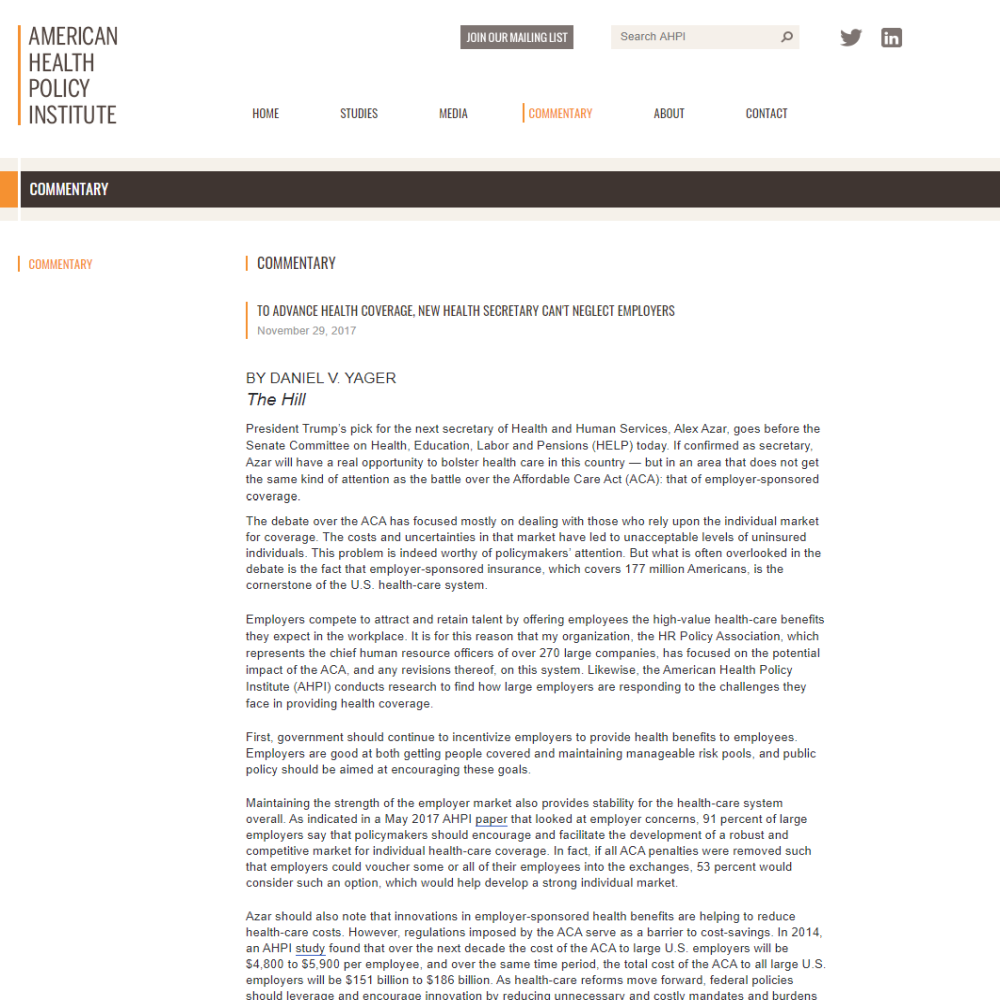 AMERICAN
HEALTH
POLICY
INSTITUTE
JOIN OUR MAILING LIST
Search AHPI
in
HOME
STUDIES
MEDIA
COMMENTARY
ABOUT
CONTACT
COMMENTARY
COMMENTARY
COMMENTARY
TO ADVANCE HEALTH COVERAGE, NEW HEALTH SECRETARY CAN'T NEGLECT EMPLOYERS
November 29, 2017
BY DANIEL V. YAGER
The Hill
President Trump's pick for the next secretary of Health and Human Services, Alex Azar, goes before the
Senate Committee on Health, Education, Labor and Pensions (HELP) today. If confirmed as secretary,
Azar will have a real opportunity to bolster health care in this country — but in an area that does not get
the same kind of attention as the battle over the Affordable Care Act (ACA): that of employer-sponsored
coverage.
The debate over the ACA has focused mostly on dealing with those who rely upon the individual market
for coverage. The costs and uncertainties in that market have led to unacceptable levels of uninsured
individuals. This problem is indeed worthy of policymakers' attention. But what is often overlooked in the
debate is the fact that employer-sponsored insurance, which covers 177 million Americans, is the
cornerstone of the U.S. health-care system.
Employers compete to attract and retain talent by offering employees the high-value health-care benefits
they expect in the workplace. It is for this reason that my organization, the HR Policy Association, which
represents the chief human resource officers of over 270 large companies, has focused on the potential
impact of the ACA, and any revisions thereof, on this system. Likewise, the American Health Policy
Institute (AHPI) conducts research to find how large employers are responding to the challenges they
face in providing health coverage.
First, government should continue to incentivize employers to provide health benefits to employees.
Employers are good at both getting people covered and maintaining manageable risk pools, and public
policy should be aimed at encouraging these goals.
Maintaining the strength of the employer market also provides stability for the health-care system
overall. As indicated in a May 2017 AHPI paper that looked at employer concerns, 91 percent of large
employers say that policymakers should encourage and facilitate the development of a robust and
competitive market for individual health-care coverage. In fact, if all ACA penalties were removed such
that employers could voucher some or all of their employees into the exchanges, 53 percent would
consider such an option, which would help develop a strong individual market.
Azar should also note that innovations in employer-sponsored health benefits are helping to reduce
health-care costs. However, regulations imposed by the ACA serve as a barrier to cost-savings. In 2014,
an AHPI study found that over the next decade the cost of the ACA to large U.S. employers will be
$4,800 to $5,900 per employee, and over the same time period, the total cost of the ACA to all large U.S.
employers will be $151 billion to $186 billion. As health-care reforms move forward, federal policies
should leverage and encourage innovation by reducing unnecessary and costly mandates and burdens